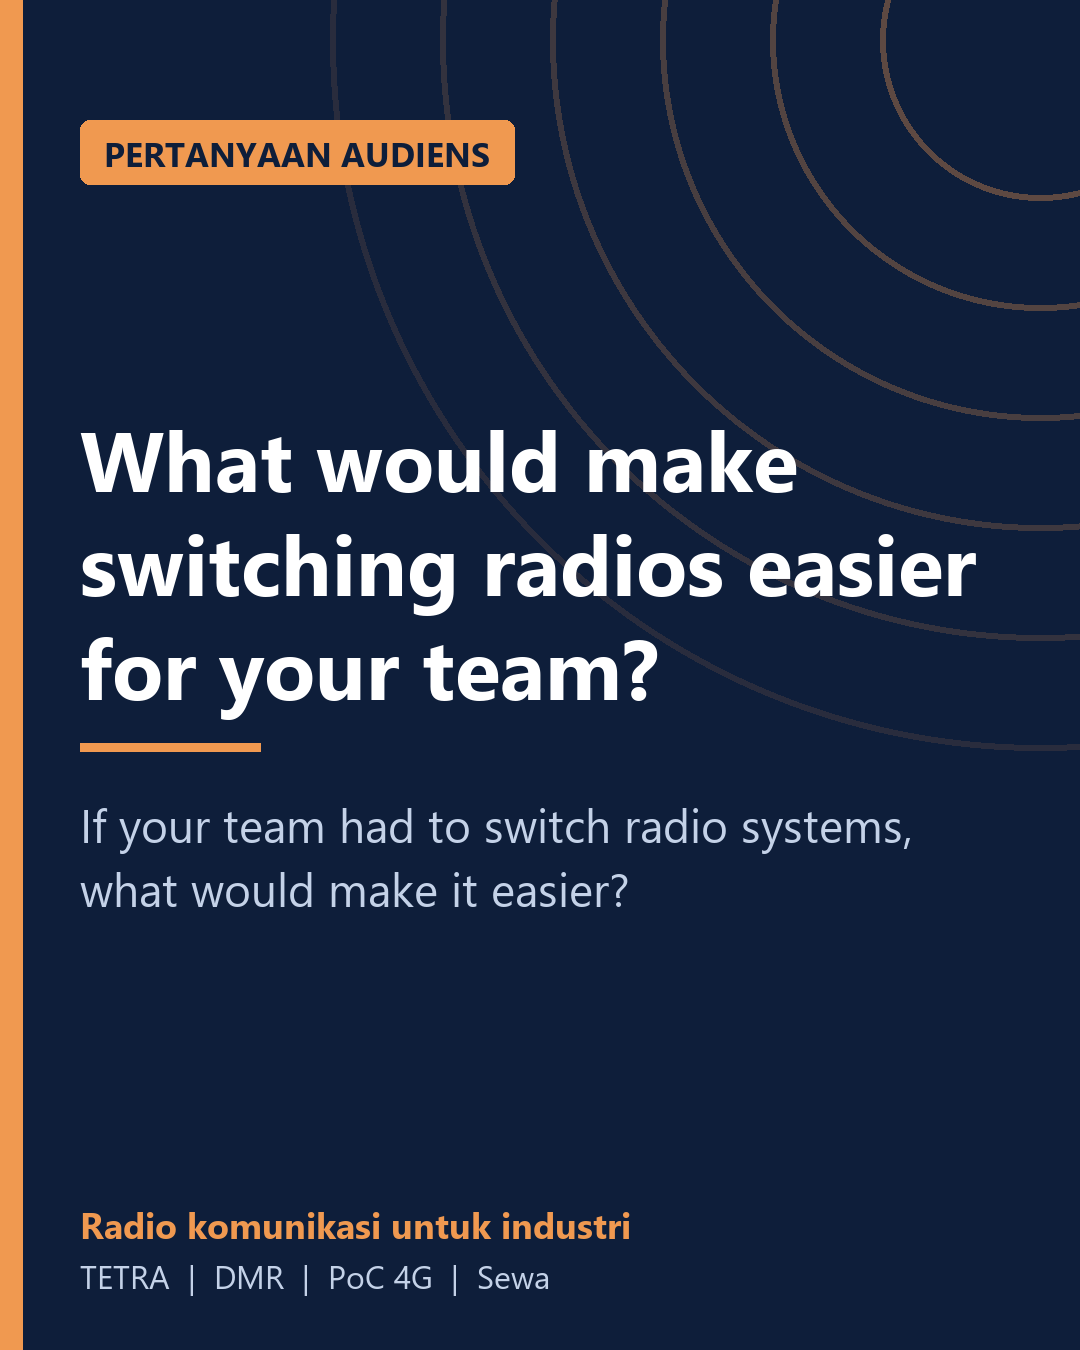 PERTANYAAN AUDIENS
What would make
switching radios easier
for your team?
If your team had to switch radio systems,
what would make it easier?
Radio komunikasi untuk industri
TETRA | DMR | PoC 4G | Sewa